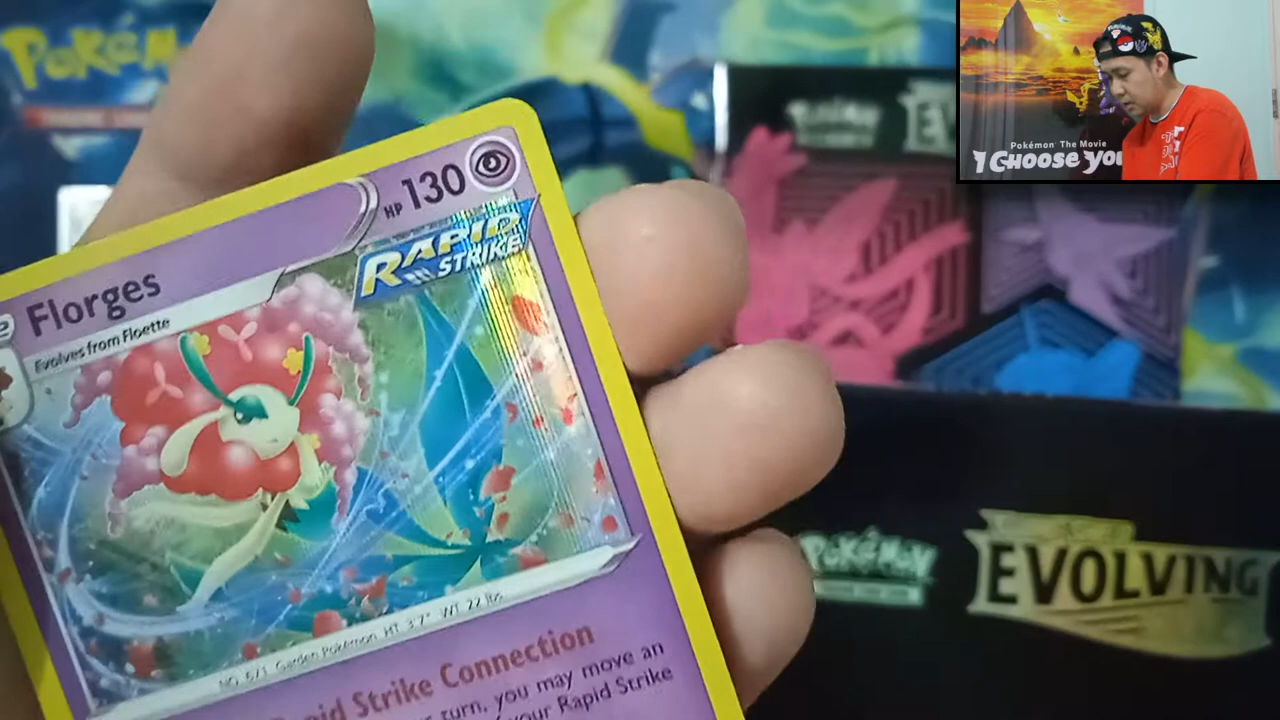 Pokémon
Pokémon
EV
Pokémon The Movie
I CHOOSE YOU
HP 130
RAPID
STRIKE
Florges
Evolves from Floette
NO. 671 Garden Pokémon HT: 3'7" WT: 22 lbs
Rapid Strike Connection
turn, you may move an
your Rapid Strike
POKÉMON
EVOLVING